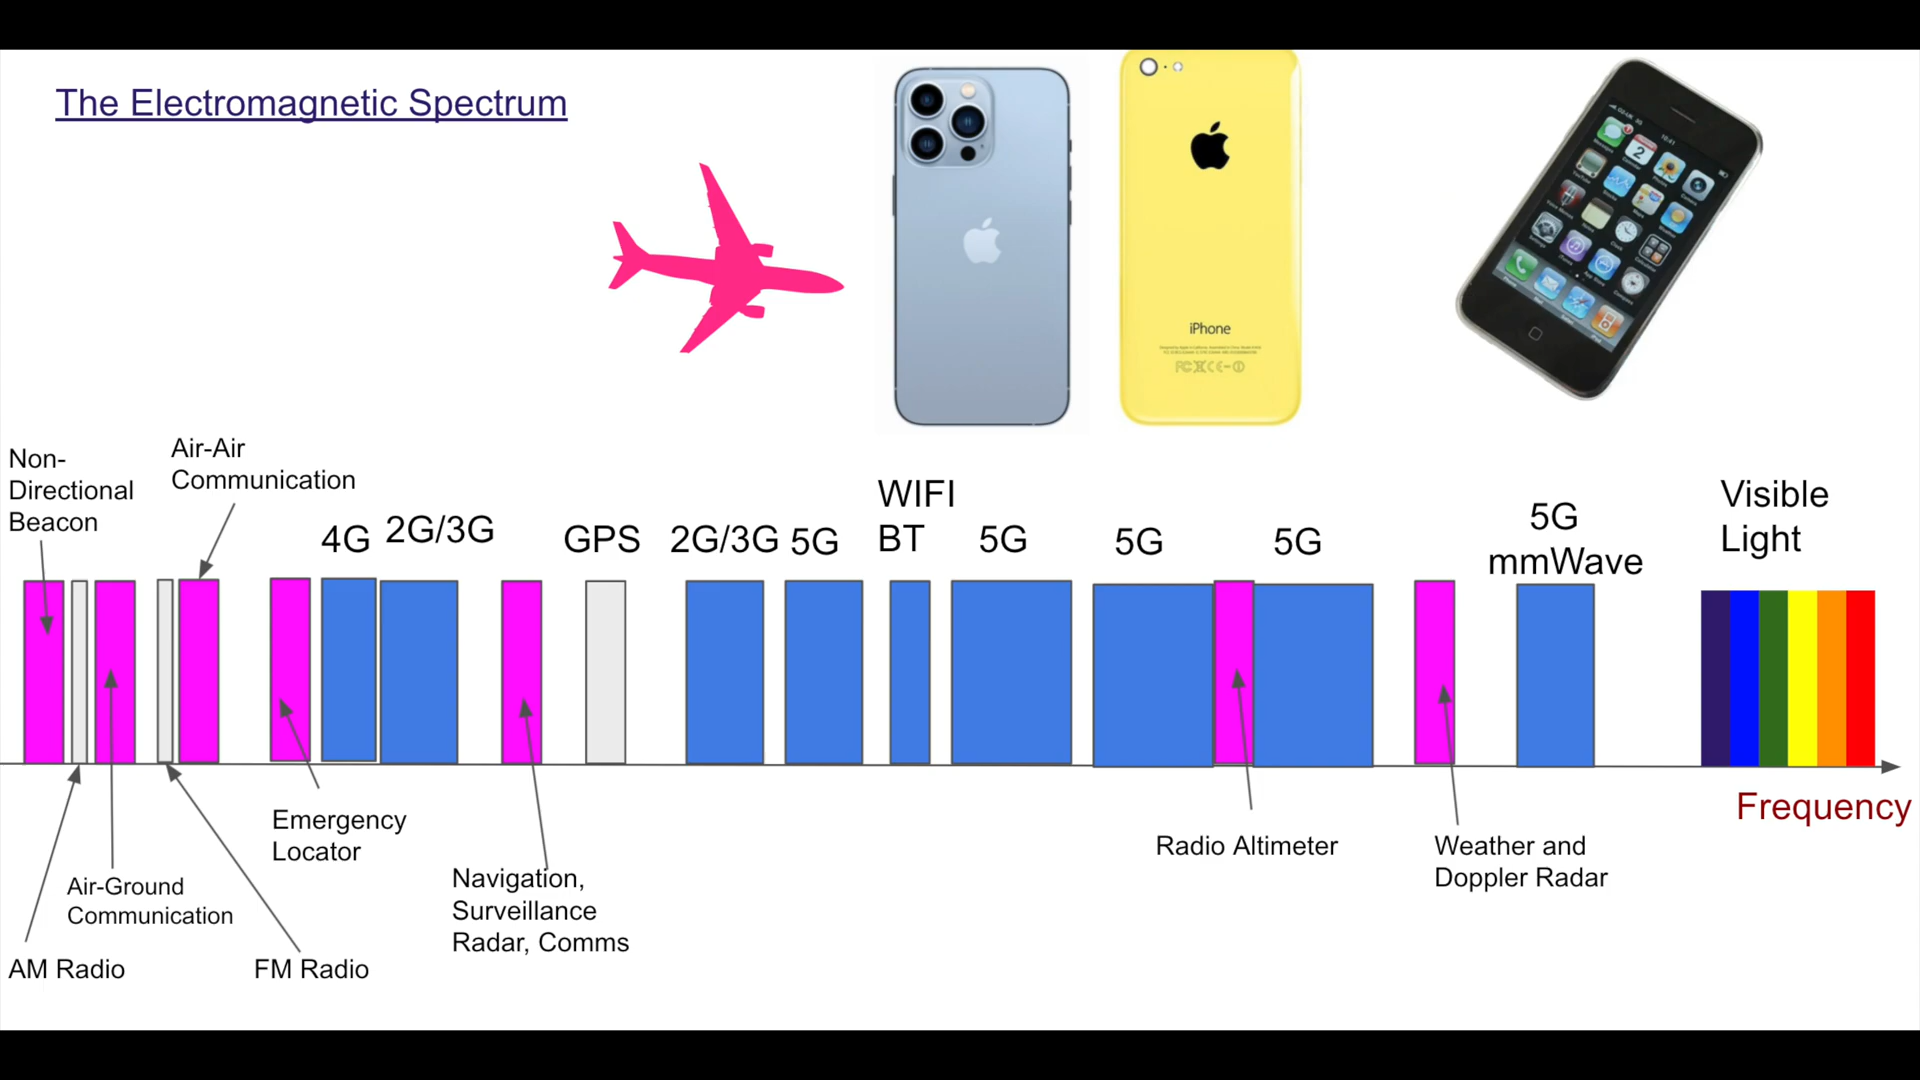 The Electromagnetic Spectrum
iPhone
Non-
Directional
Beacon
Air-Air
Communication
4G
2G/3G
GPS
2G/3G
5G
WIFI
BT
5G
5G
5G
5G
mmWave
Visible
Light
Frequency
Emergency
Locator
Air-Ground
Communication
AM Radio
FM Radio
Navigation,
Surveillance
Radar, Comms
Radio Altimeter
Weather and
Doppler Radar